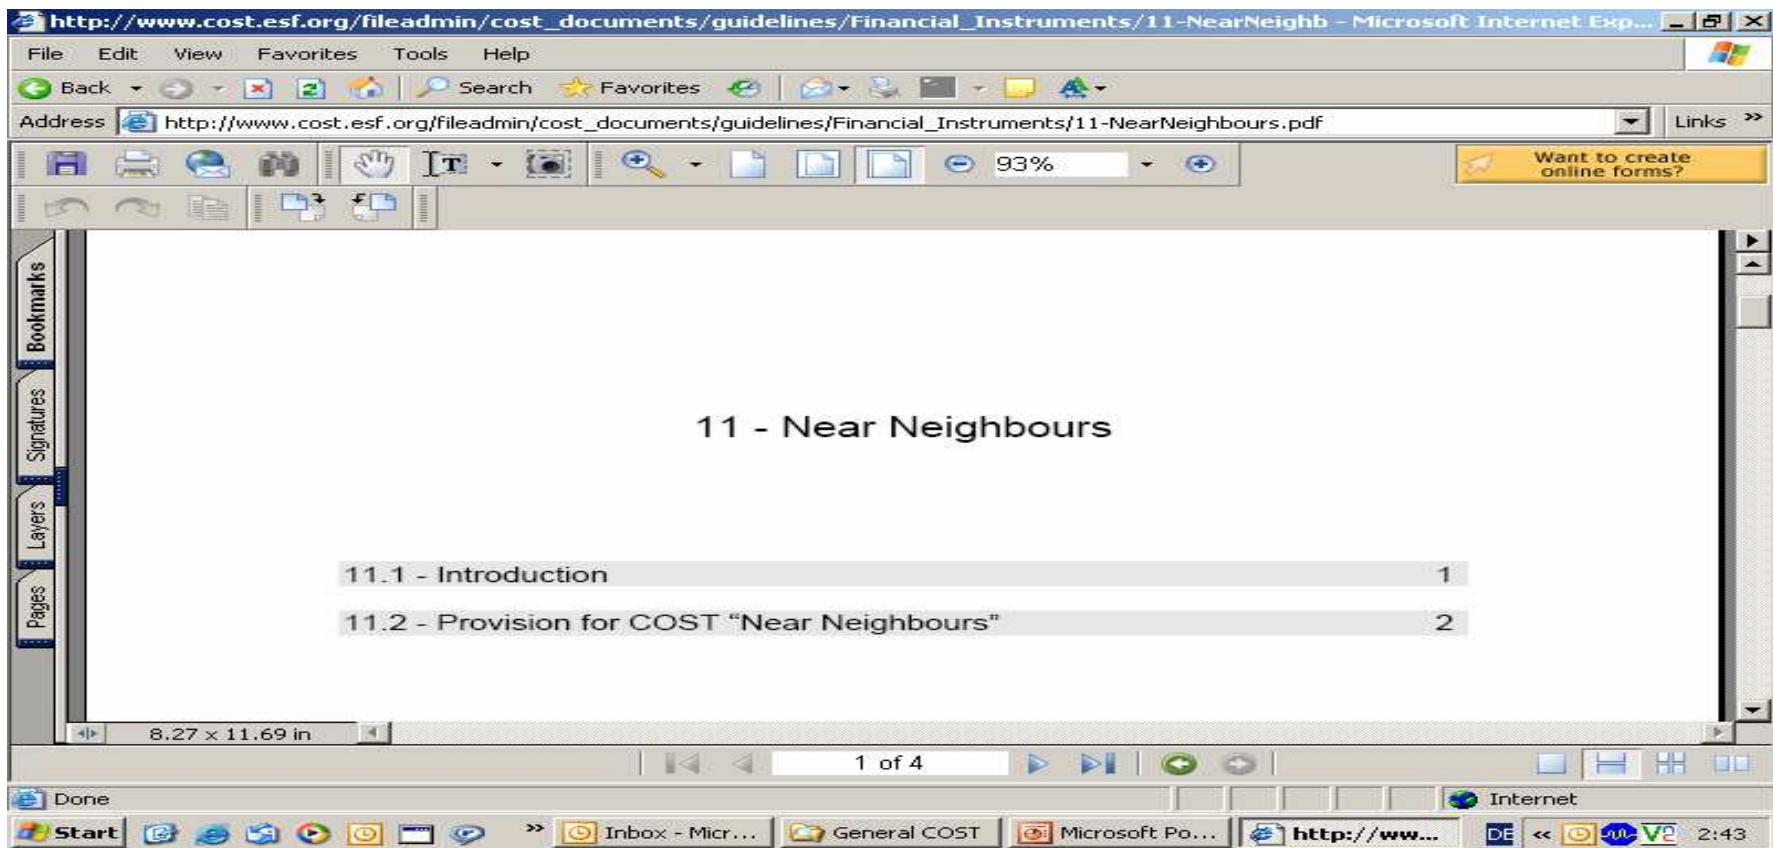 http://www.cost.esf.org/fileadmin/cost_documents/guidelines/Financial_Instruments/11-NearNeighb - Microsoft Internet Exp...
File Edit View Favorites Tools Help
Back Search Favorites
Address http://www.cost.esf.org/fileadmin/cost_documents/guidelines/Financial_Instruments/11-NearNeighbours.pdf Links »
93% Want to create
online forms?
Bookmarks
Signatures
Layers
Pages
11 - Near Neighbours
11.1 - Introduction 1
11.2 - Provision for COST “Near Neighbours” 2
8.27 x 11.69 in
1 of 4
Done Internet
Start » Inbox - Micr... General COST Microsoft Po... http://ww... DE « V2 2:43